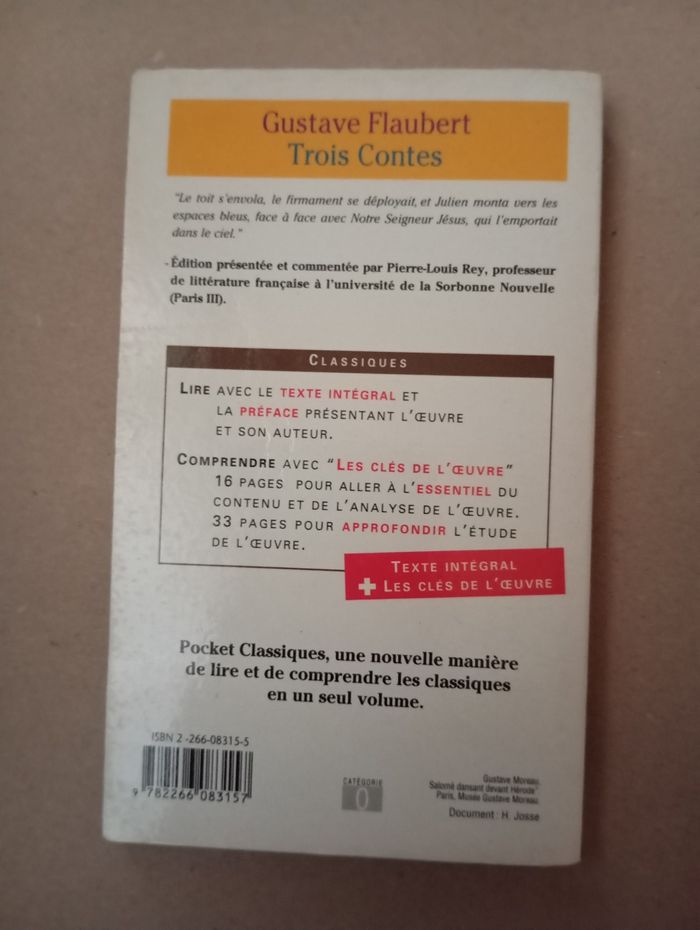 Gustave Flaubert
Trois Contes
"Le toit s'envola, le firmament se déployait, et Julien monta vers les
espaces bleus, face à face avec Notre Seigneur Jésus, qui l'emportait
dans le ciel."
- Édition présentée et commentée par Pierre-Louis Rey, professeur
de littérature française à l'université de la Sorbonne Nouvelle
(Paris III).
CLASSIQUES
LIRE AVEC LE TEXTE INTÉGRAL ET
LA PRÉFACE PRÉSENTANT L'ŒUVRE
ET SON AUTEUR.
COMPRENDRE AVEC "LES CLÉS DE L'ŒUVRE"
16 PAGES POUR ALLER À L'ESSENTIEL DU
CONTENU ET DE L'ANALYSE DE L'ŒUVRE.
33 PAGES POUR APPROFONDIR L'ÉTUDE
DE L'ŒUVRE.
TEXTE INTÉGRAL
+ LES CLÉS DE L'ŒUVRE
Pocket Classiques, une nouvelle manière
de lire et de comprendre les classiques
en un seul volume.
ISBN 2 -266-08315-5
9 782266 083157
CATÉGORIE
0
Gustave Moreau,
Salomé dansant devant Hérode"
Paris, Musée Gustave Moreau.
Document : H. Josse